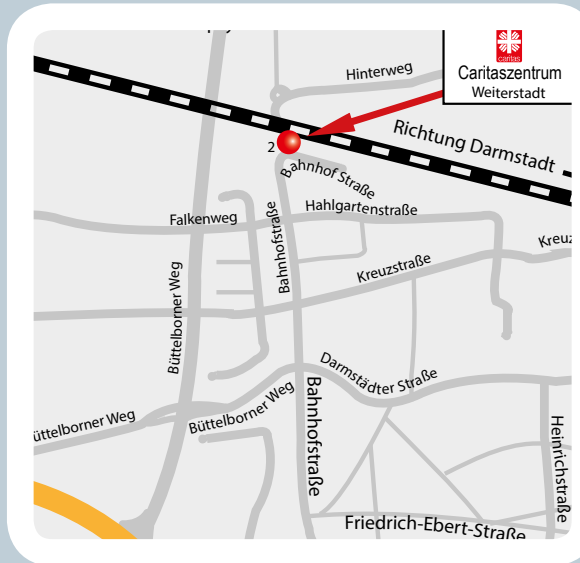 caritas
Caritaszentrum
Weiterstadt
Hinterweg
Richtung Darmstadt
2
Bahnhof Straße
Hahlgartenstraße
Falkenweg
Bahnhofstraße
Kreuz
Kreuzstraße
Büttelborner Weg
Darmstädter Straße
Büttelborner Weg
Bahnhofstraße
üttelborner Weg
Heinrichstraße
Friedrich-Ebert-Straße